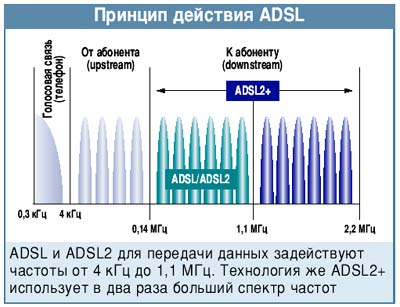 Принцип действия ADSL
Голосовая связь
(телефон)
От абонента
(upstream)
К абоненту
(downstream)
ADSL2+
ADSL/ADSL2
0,3 кГц
4 кГц
0,14 МГц
1,1 МГц
2,2 МГц
ADSL и ADSL2 для передачи данных задействуют
частоты от 4 кГц до 1,1 МГц. Технология же ADSL2+
использует в два раза больший спектр частот